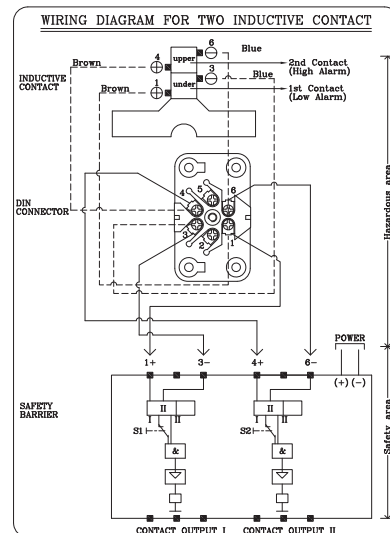 WIRING DIAGRAM FOR TWO INDUCTIVE CONTACT
6
Blue
4
upper
2nd Contact
(High Alarm)
Brown
3
Blue
INDUCTIVE
CONTACT
1
under
1st Contact
(Low Alarm)
Brown
Hazardous area
5
4
6
DIN
CONNECTOR
3
2
1
POWER
1+
3-
4+
6-
(+) (-)
SAFETY
BARRIER
II
II
I
II
I
II
S1
S2
&
&
Safety area
CONTACT OUTPUT I
CONTACT OUTPUT II